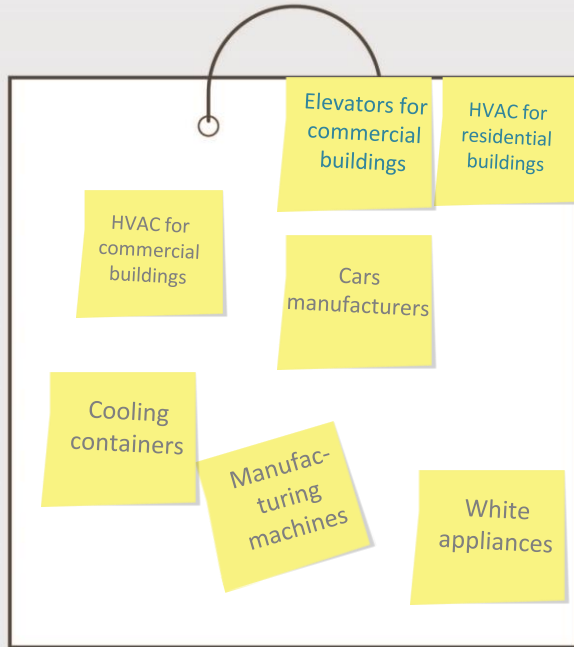 Elevators for
commercial
buildings
HVAC for
residential
buildings
HVAC for
commercial
buildings
Cars
manufacturers
Cooling
containers
Manufac-
turing
machines
White
appliances